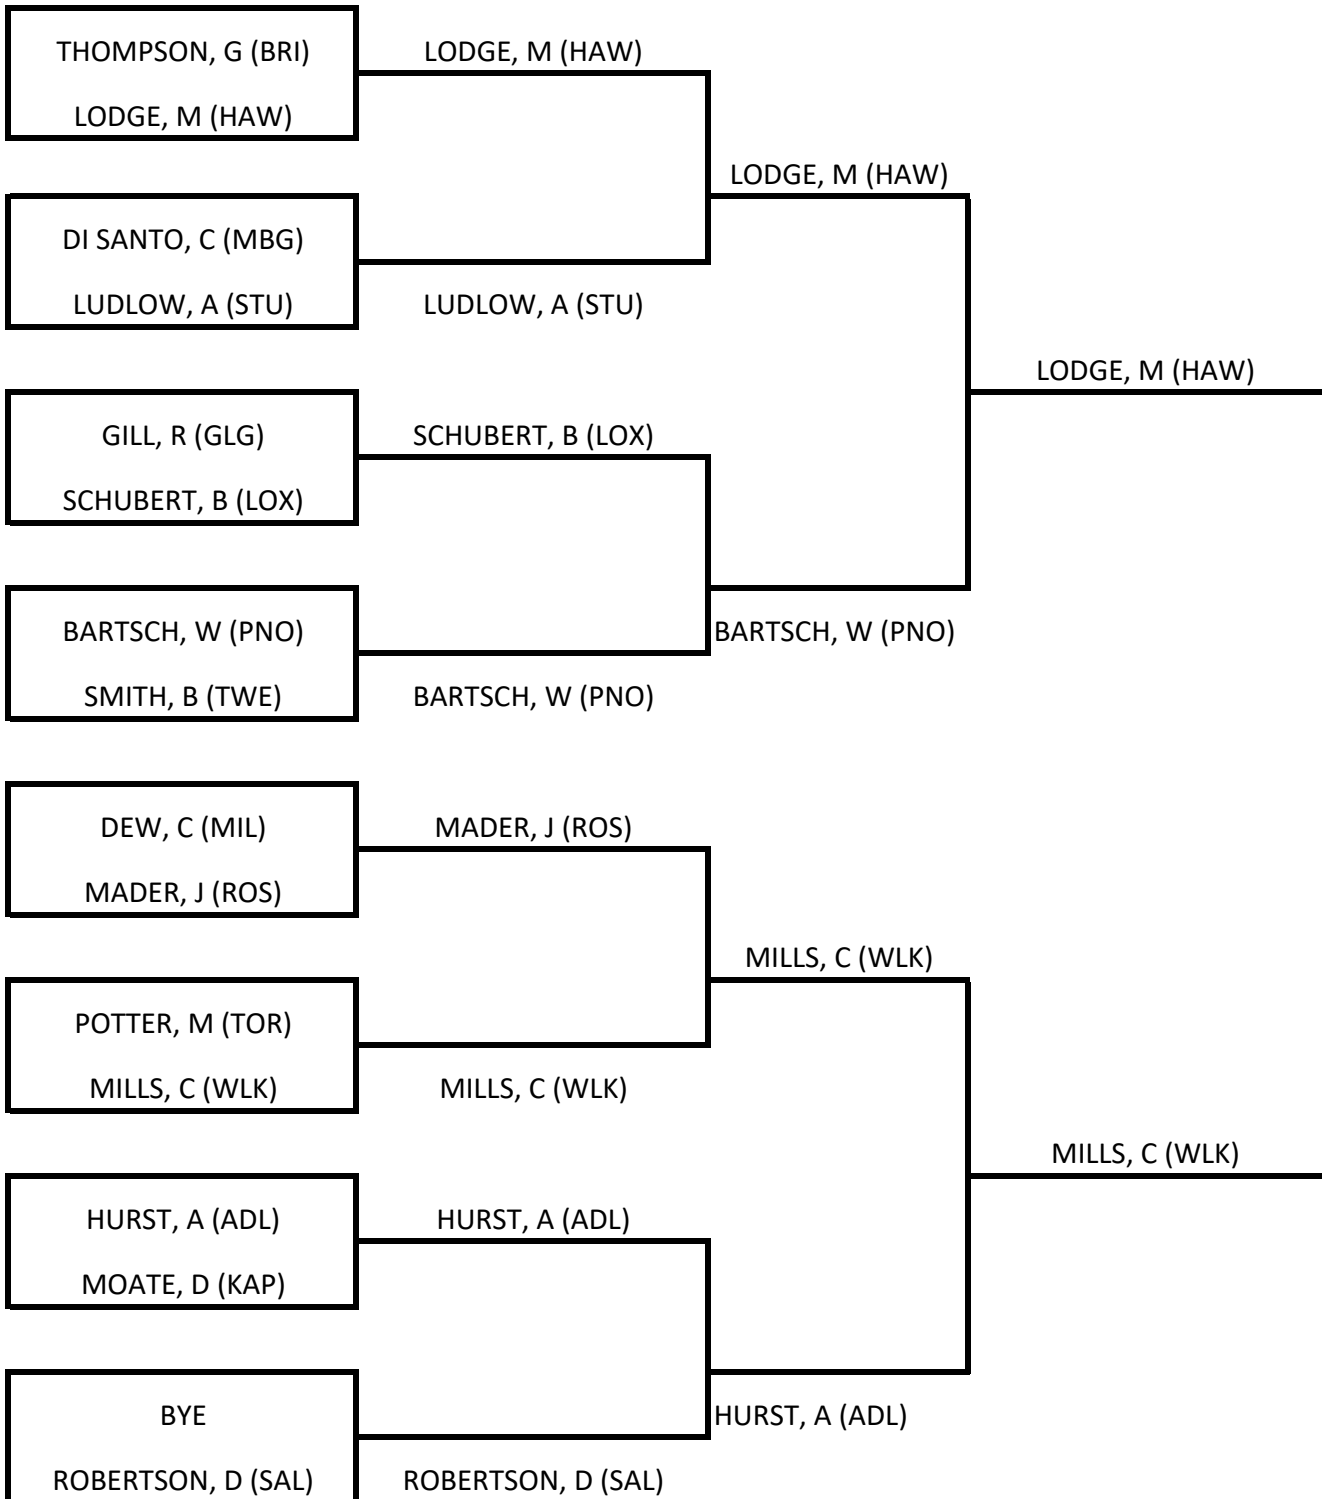 THOMPSON, G (BRI)
LODGE, M (HAW)
LODGE, M (HAW)
LODGE, M (HAW)
DI SANTO, C (MBG)
LUDLOW, A (STU)
LUDLOW, A (STU)
LODGE, M (HAW)
GILL, R (GLG)
SCHUBERT, B (LOX)
SCHUBERT, B (LOX)
BARTSCH, W (PNO)
BARTSCH, W (PNO)
SMITH, B (TWE)
BARTSCH, W (PNO)
DEW, C (MIL)
MADER, J (ROS)
MADER, J (ROS)
MILLS, C (WLK)
POTTER, M (TOR)
MILLS, C (WLK)
MILLS, C (WLK)
MILLS, C (WLK)
HURST, A (ADL)
HURST, A (ADL)
MOATE, D (KAP)
BYE
HURST, A (ADL)
ROBERTSON, D (SAL)
ROBERTSON, D (SAL)